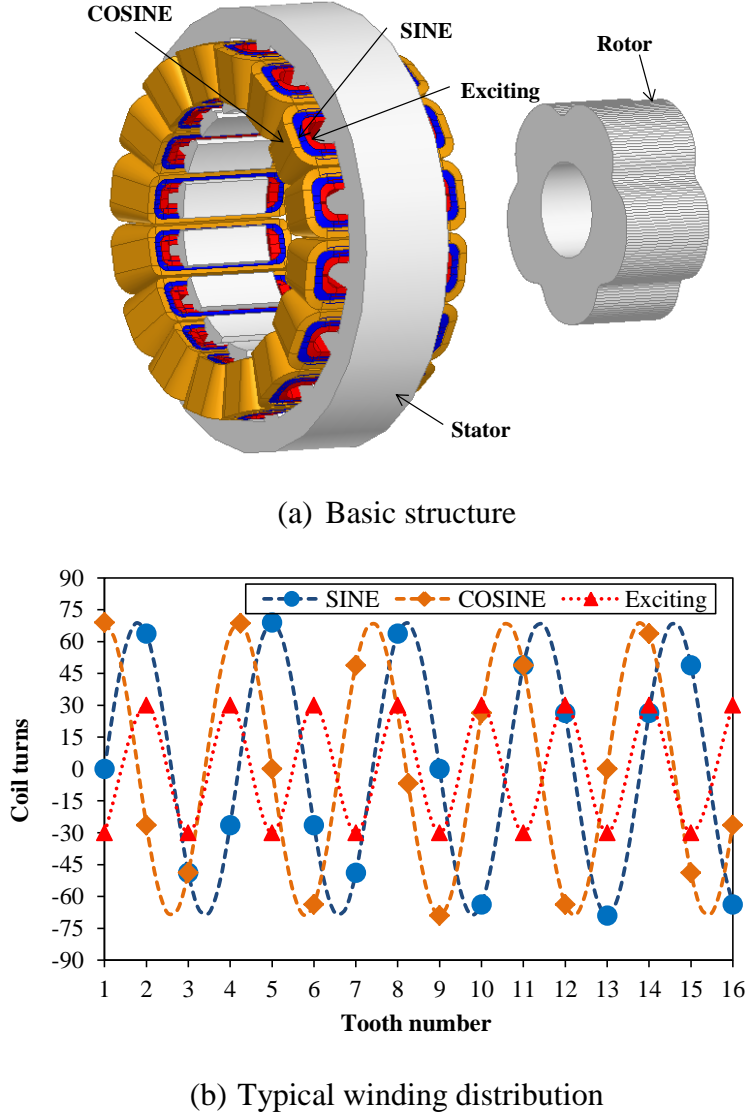 COSINE
SINE
Rotor
Exciting
Stator
(a) Basic structure
90
75
60
45
30
15
0
-15
-30
-45
-60
-75
-90
Coil turns
SINE COSINE Exciting
1 2 3 4 5 6 7 8 9 10 11 12 13 14 15 16
Tooth number
(b) Typical winding distribution